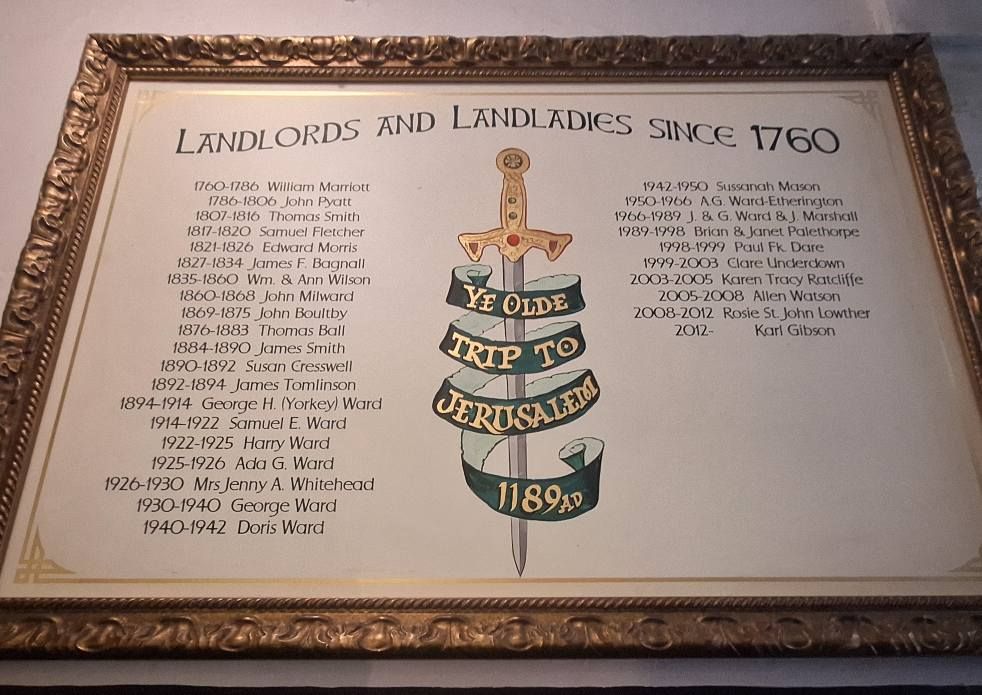 LANDLORDS AND LANDLADIES SINCE 1760
1760-1786 William Marriott
1786-1806 John Pyatt
1807-1816 Thomas Smith
1817-1820 Samuel Fletcher
1821-1826 Edward Morris
1827-1834 James F. Bagnall
1835-1860 Wm. & Ann Wilson
1860-1868 John Milward
1869-1875 John Boultby
1876-1883 Thomas Ball
1884-1890 James Smith
1890-1892 Susan Cresswell
1892-1894 James Tomlinson
1894-1914 George H. (Yorkey) Ward
1914-1922 Samuel E. Ward
1922-1925 Harry Ward
1925-1926 Ada G. Ward
1926-1930 Mrs Jenny A. Whitehead
1930-1940 George Ward
1940-1942 Doris Ward
YE OLDE
TRIP TO
JERUSALEM
1189 AD
1942-1950 Sussanah Mason
1950-1966 A.G. Ward-Etherington
1966-1989 J. & G. Ward & J. Marshall
1989-1998 Brian & Janet Palethorpe
1998-1999 Paul Fk. Dare
1999-2003 Clare Underdown
2003-2005 Karen Tracy Ratcliffe
2005-2008 Allen Watson
2008-2012 Rosie St. John Lowther
2012- Karl Gibson